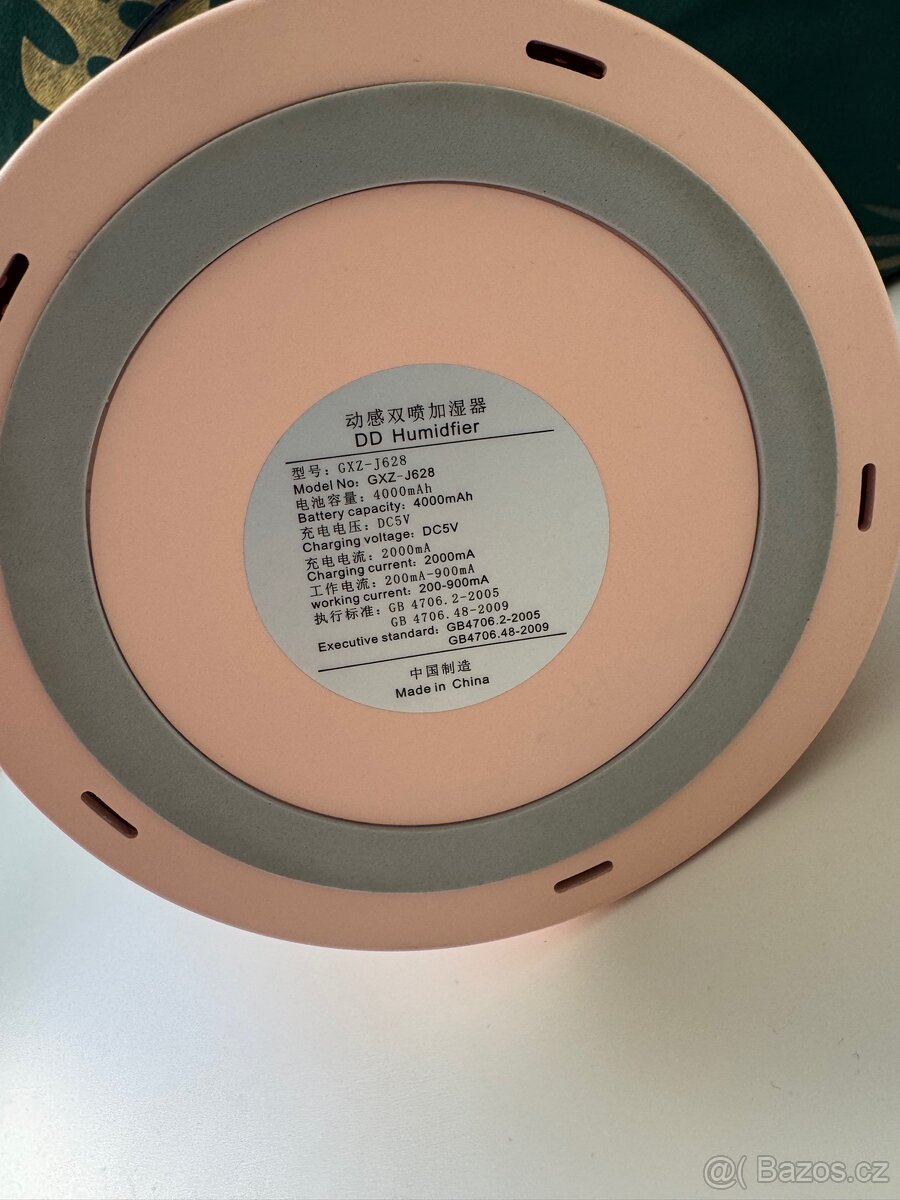 动感双喷加湿器
DD Humidfier
型号: GXZ-J628
Model No: GXZ-J628
电池容量: 4000mAh
Battery capacity: 4000mAh
充电电压: DC5V
Charging voltage: DC5V
充电电流: 2000mA
Charging current: 2000mA
工作电流: 200mA-900mA
working current: 200-900mA
执行标准: GB 4706.2-2005
GB 4706.48-2009
Executive standard: GB4706.2-2005
GB4706.48-2009
中国制造
Made in China
@( Bazos.cz